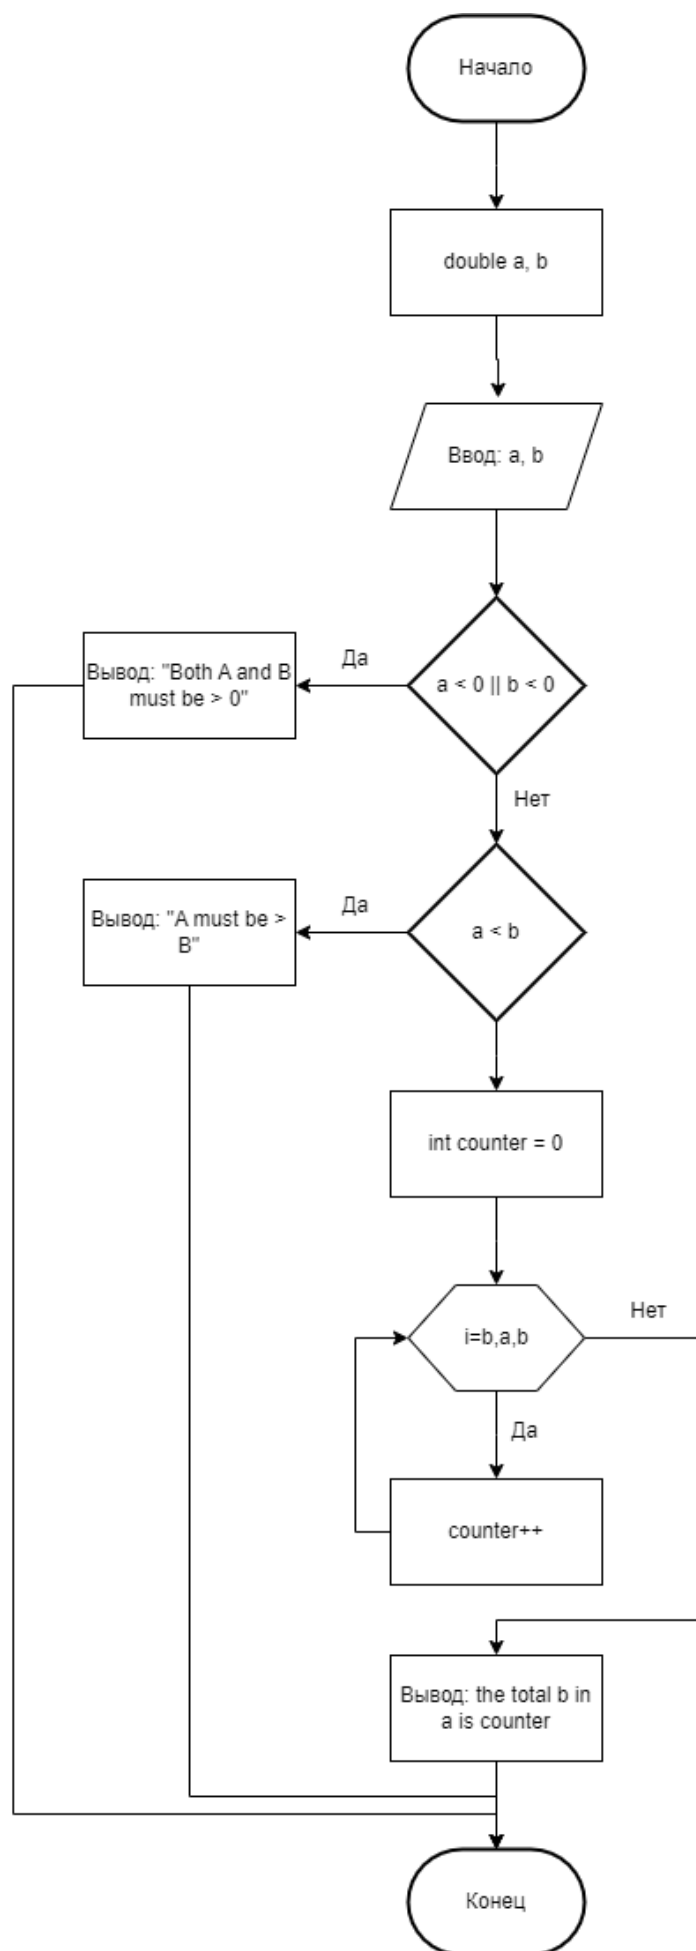 Начало
double a, b
Ввод: a, b
a < 0 || b < 0
Да
Вывод: "Both A and B
must be > 0"
Нет
a < b
Да
Вывод: "A must be >
B"
int counter = 0
i=b,a,b
Нет
Да
counter++
Вывод: the total b in
a is counter
Конец